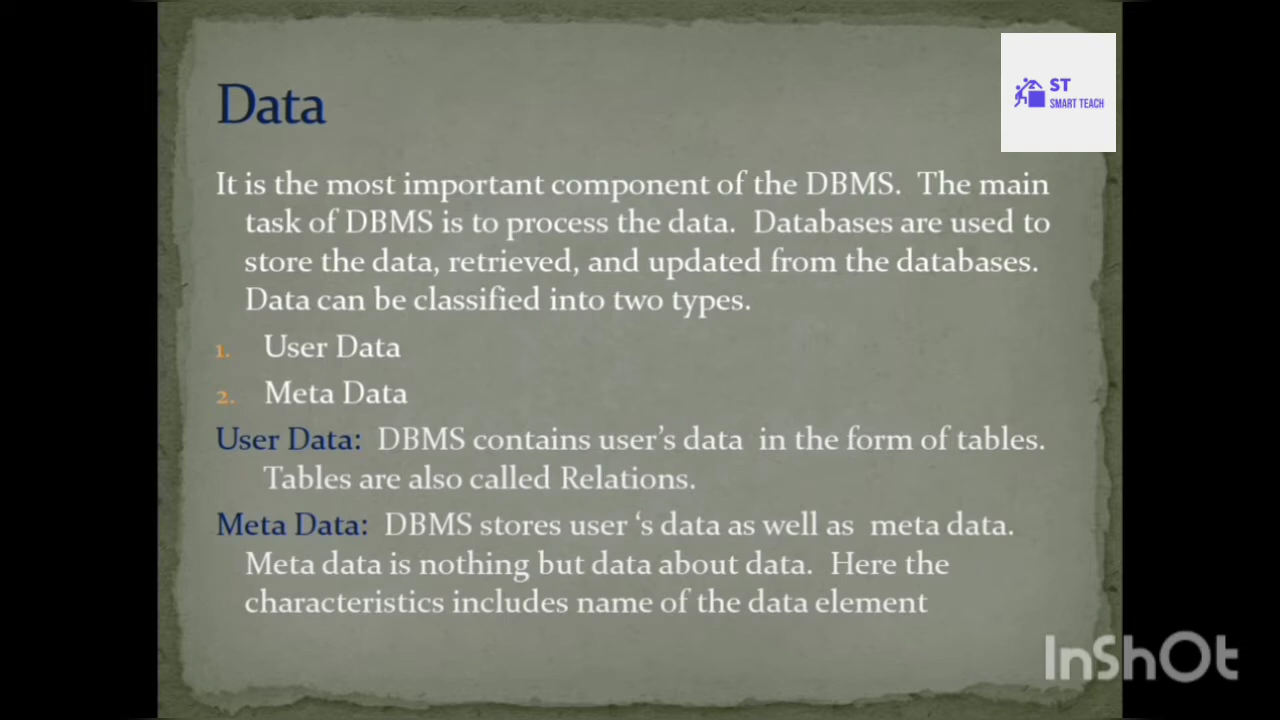 ST
SMART TEACH
Data
It is the most important component of the DBMS. The main
task of DBMS is to process the data. Databases are used to
store the data, retrieved, and updated from the databases.
Data can be classified into two types.
1. User Data
2. Meta Data
User Data: DBMS contains user's data in the form of tables.
Tables are also called Relations.
Meta Data: DBMS stores user 's data as well as meta data.
Meta data is nothing but data about data. Here the
characteristics includes name of the data element
InShOt